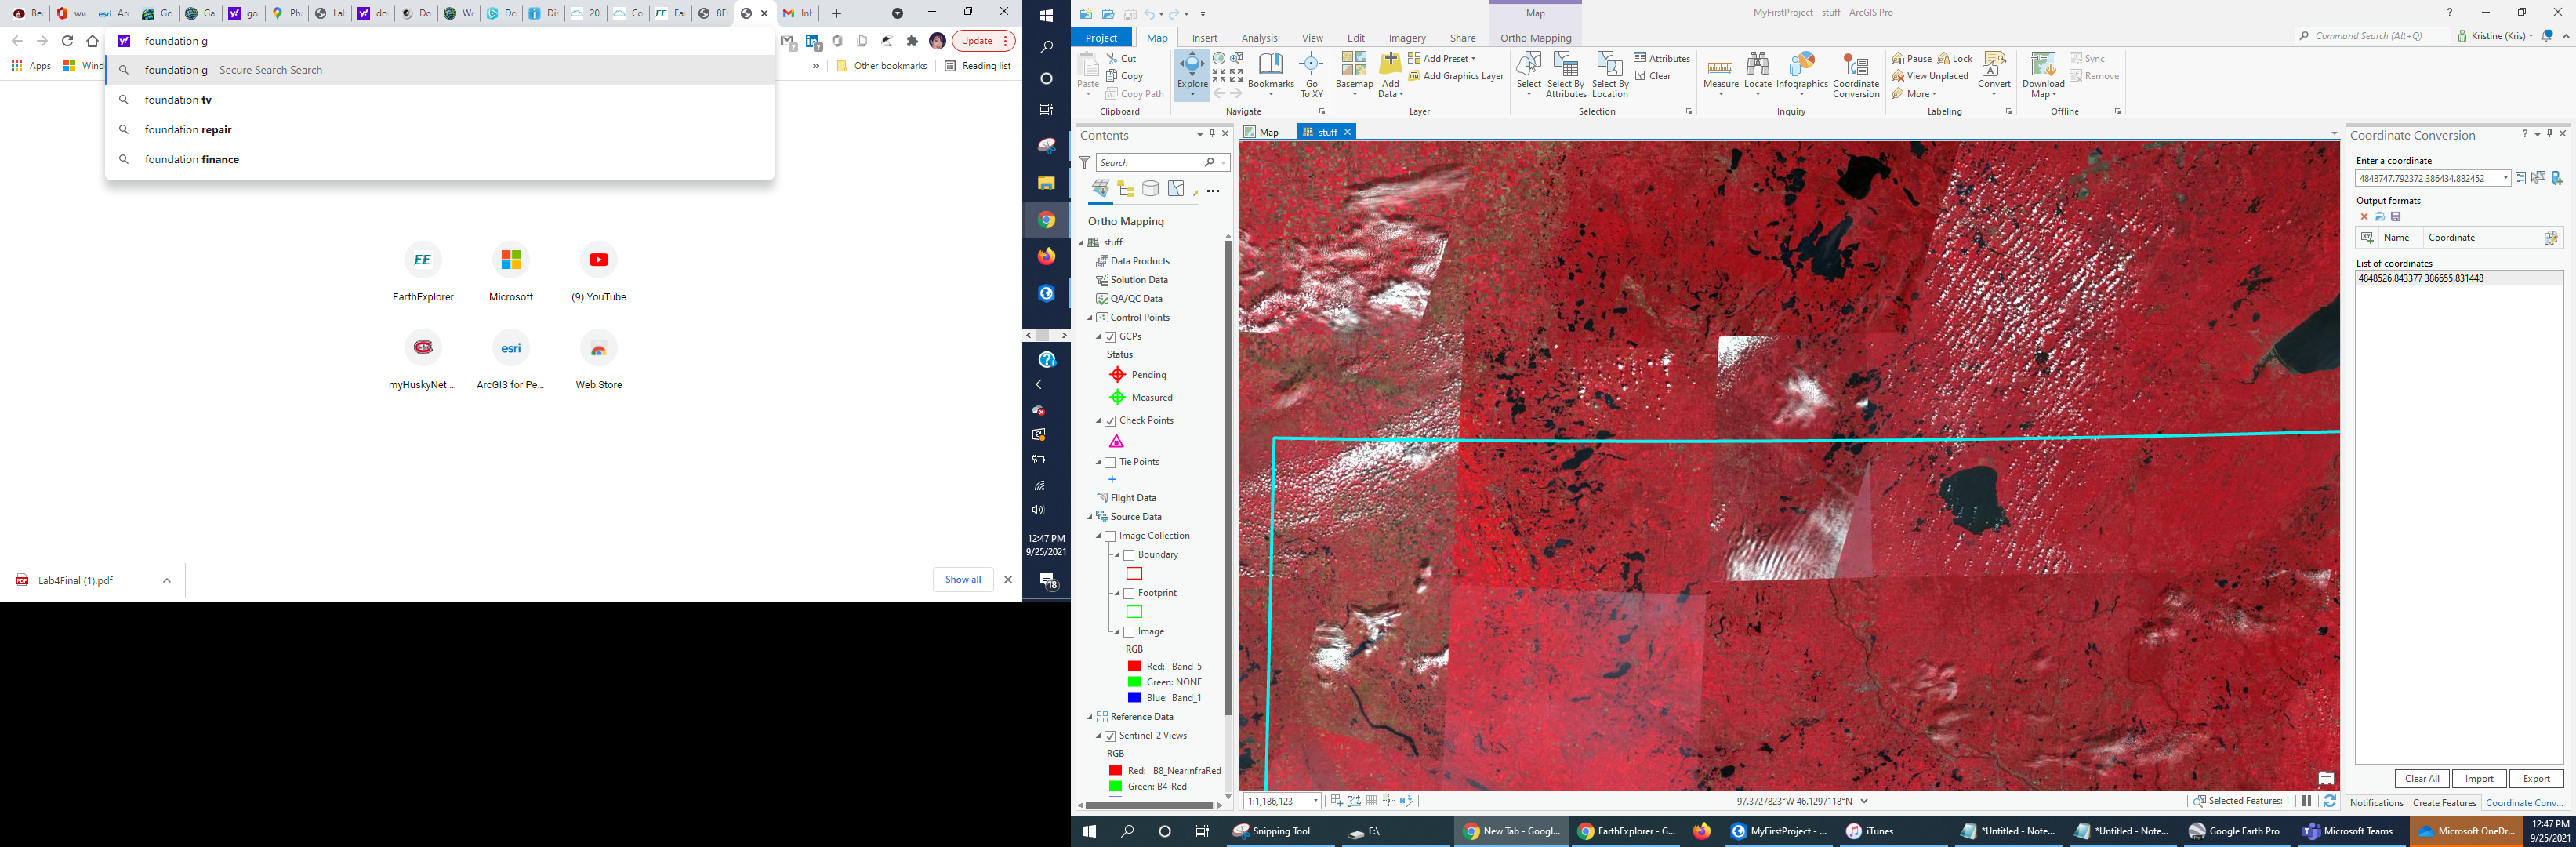 Be
wv
esri Arc
Go
Ga
go
Ph
Lal
do
Do
We
Do
Dis
20
Co
EE Ea
8E
Inl
foundation g
Update
Apps
Wind
»
Other bookmarks
Reading list
foundation g - Secure Search Search
foundation tv
foundation repair
foundation finance
EE
EarthExplorer
Microsoft
(9) YouTube
myHuskyNet ...
esri
ArcGIS for Pe...
Web Store
Lab4Final (1).pdf
Show all
12:47 PM
9/25/2021
18
Map
MyFirstProject - stuff - ArcGIS Pro
Project
Map
Insert
Analysis
View
Edit
Imagery
Share
Ortho Mapping
Command Search (Alt+Q)
Kristine (Kris)
Paste
Cut
Copy
Copy Path
Clipboard
Explore
Bookmarks
Go To XY
Navigate
Basemap
Add Data
Add Preset
Add Graphics Layer
Layer
Select
Select By Attributes
Select By Location
Attributes
Clear
Selection
Measure
Locate
Infographics
Coordinate Conversion
Inquiry
Pause
Lock
View Unplaced
More
Convert
Labeling
Download Map
Sync
Remove
Offline
Contents
Search
Ortho Mapping
stuff
Data Products
Solution Data
QA/QC Data
Control Points
GCPs
Status
Pending
Measured
Check Points
Tie Points
Flight Data
Source Data
Image Collection
Boundary
Footprint
Image
RGB
Red: Band_5
Green: NONE
Blue: Band_1
Reference Data
Sentinel-2 Views
RGB
Red: B8_NearInfraRed
Green: B4_Red
Map
stuff
1:1,186,123
97.3727823°W 46.1297118°N
Selected Features: 1
Coordinate Conversion
Enter a coordinate
4848747.792372 386434.882452
Output formats
Name
Coordinate
List of coordinates
4848526.843377 386655.831448
Clear All
Import
Export
Notifications
Create Features
Coordinate Conv...
Snipping Tool
E:\
New Tab - Googl...
EarthExplorer - G...
MyFirstProject - ...
iTunes
*Untitled - Note...
*Untitled - Note...
Google Earth Pro
Microsoft Teams
Microsoft OneDr...
12:47 PM
9/25/2021